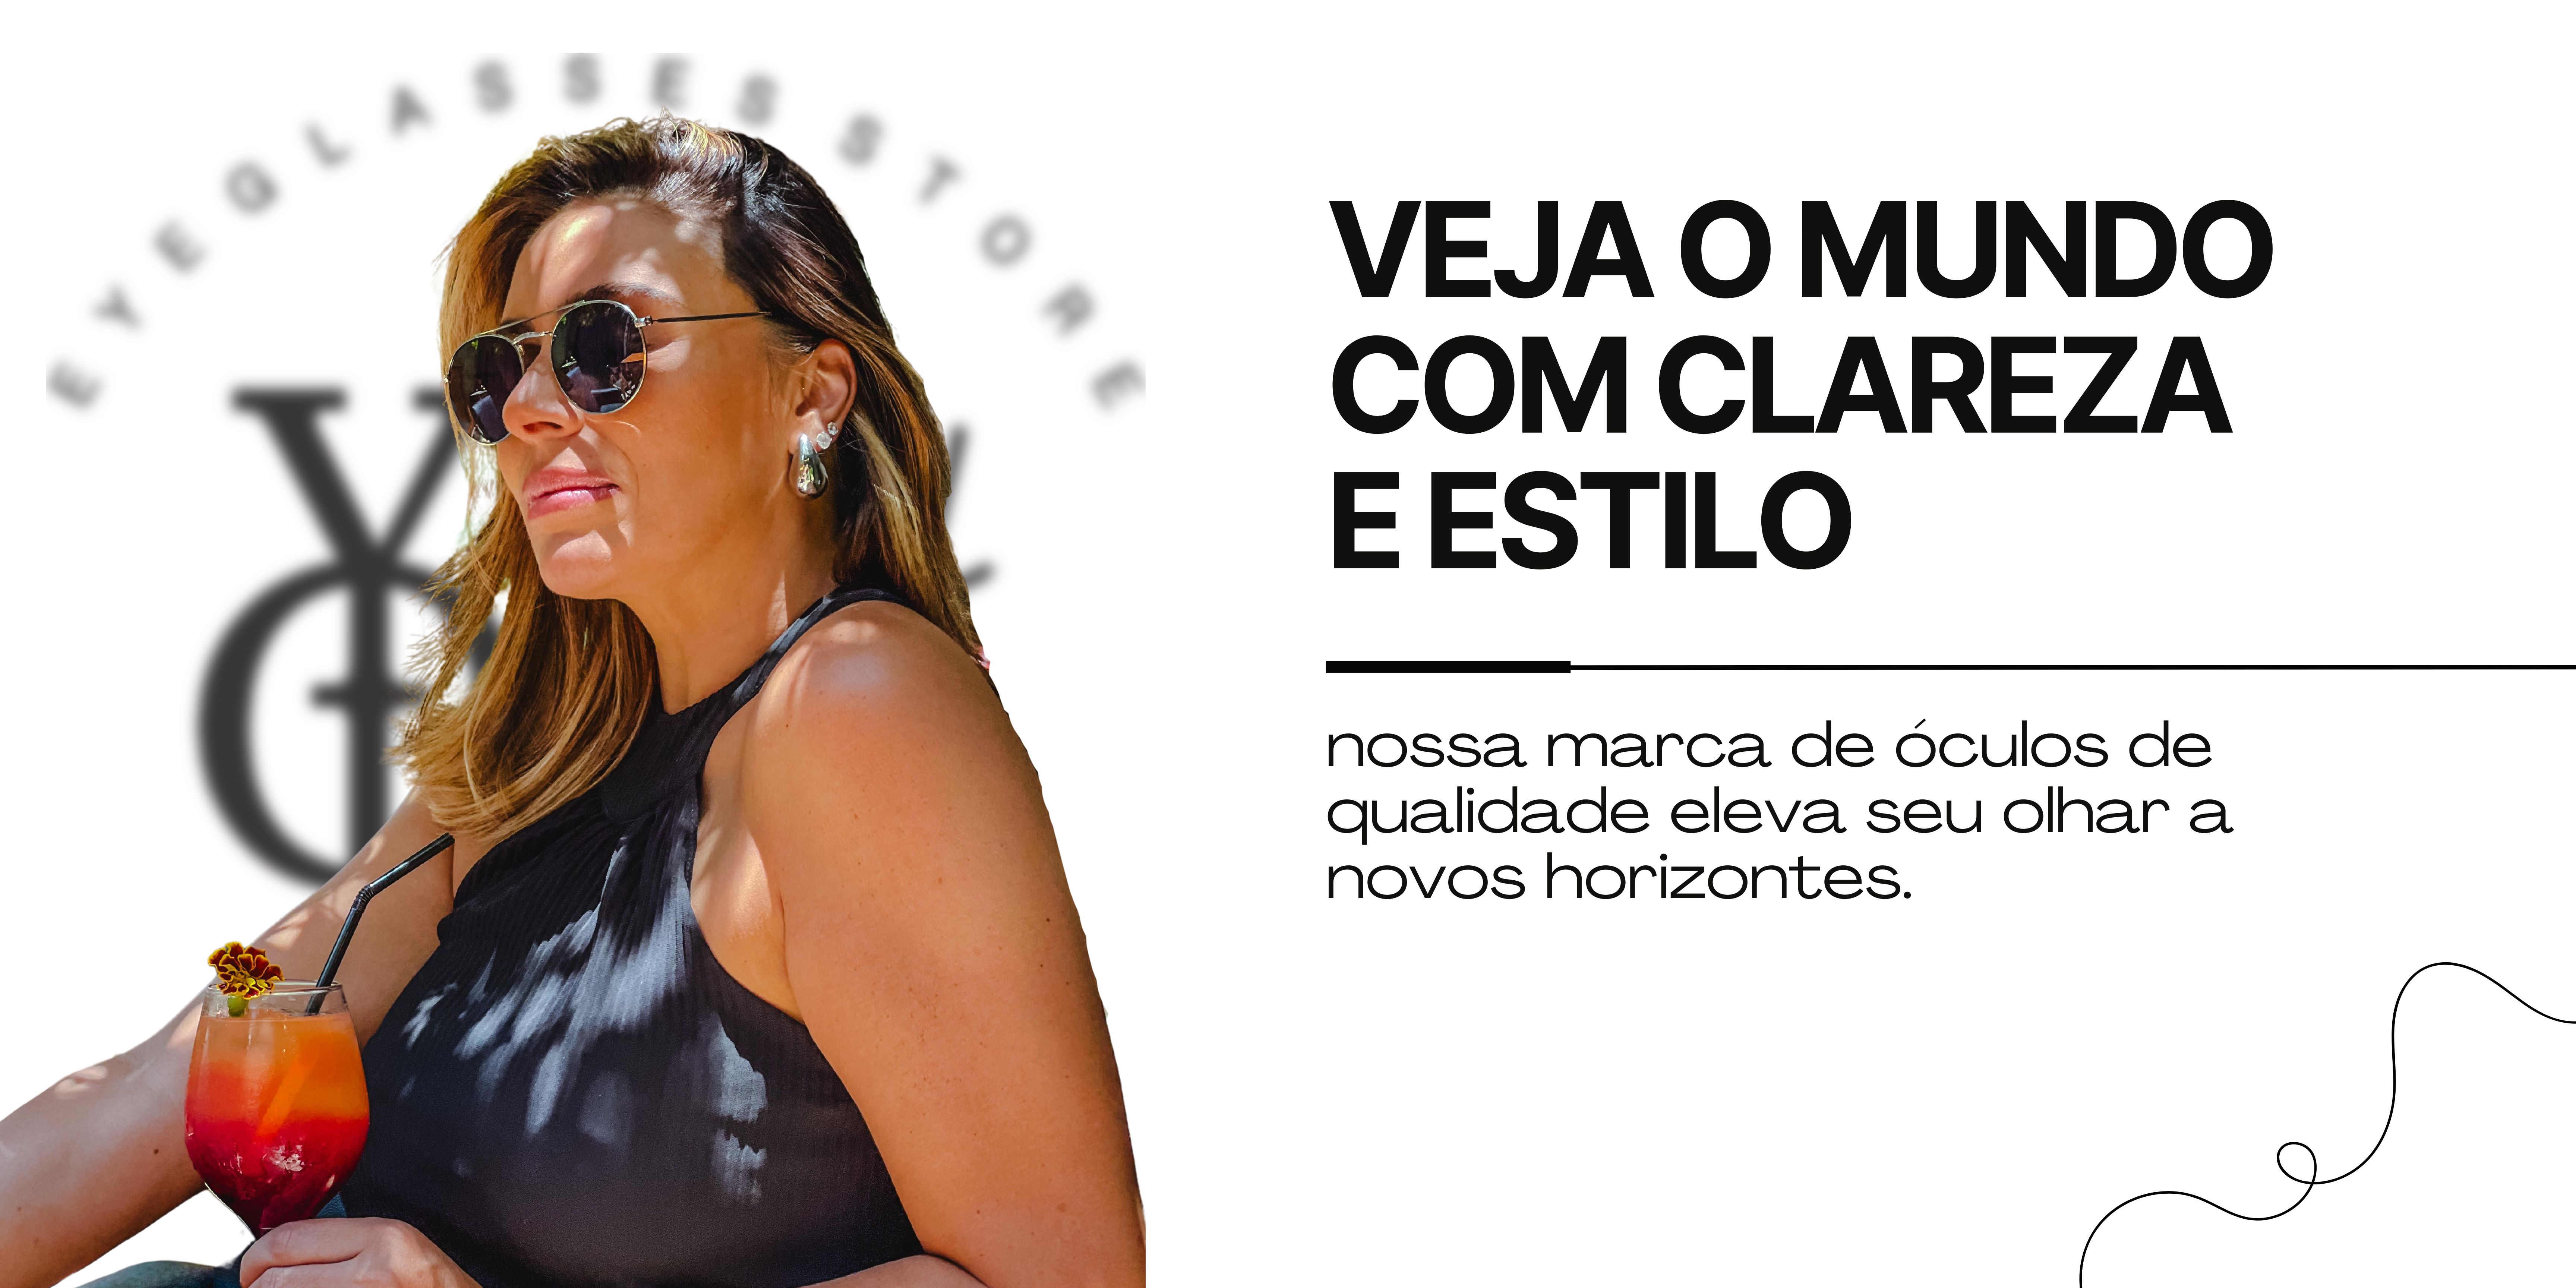 EYEGLASSES STORE
VEJA O MUNDO
COM CLAREZA
E ESTILO
nossa marca de óculos de
qualidade eleva seu olhar a
novos horizontes.